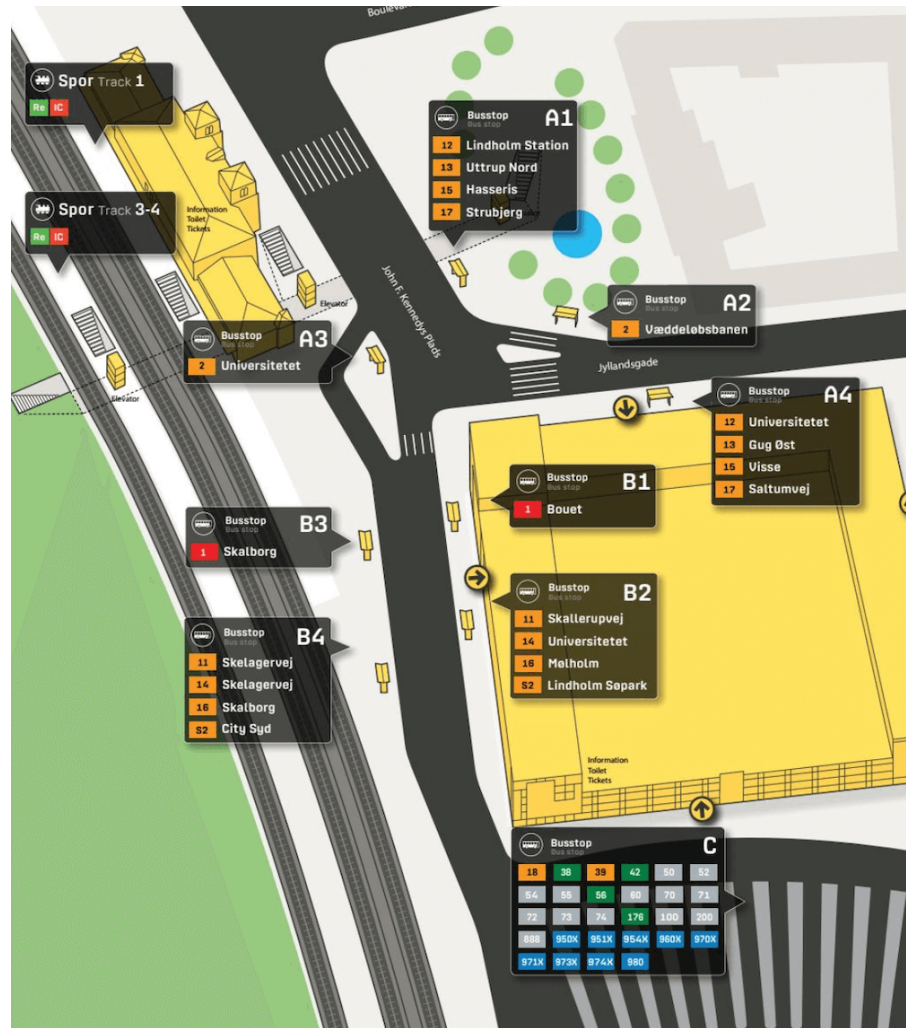 Boulevar
Spor Track 1
Re IC
Spor Track 3-4
Re IC
Information
Toilet
Tickets
Elevator
Elevator
John F. Kennedys Plads
Jyllandsgade
Busstop A1
Bus stop
12 Lindholm Station
13 Uttrup Nord
15 Hasseris
17 Strubjerg
Busstop A2
Bus stop
2 Væddeløbsbanen
Busstop A3
Bus stop
2 Universitetet
Busstop A4
Bus stop
12 Universitetet
13 Gug Øst
15 Visse
17 Saltumvej
Busstop B1
Bus stop
1 Bouet
Busstop B3
Bus stop
1 Skalborg
Busstop B2
Bus stop
11 Skallerupvej
14 Universitetet
16 Mølholm
S2 Lindholm Søpark
Busstop B4
Bus stop
11 Skelagervej
14 Skelagervej
16 Skalborg
S2 City Syd
Information
Toilet
Tickets
Busstop C
Bus stop
18 38 39 42 50 52
54 55 56 60 70 71
72 73 74 176 100 200
888 950X 951X 954X 960X 970X
971X 973X 974X 980